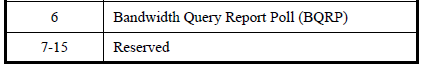 6 Bandwidth Query Report Poll (BQRP)
7-15 Reserved